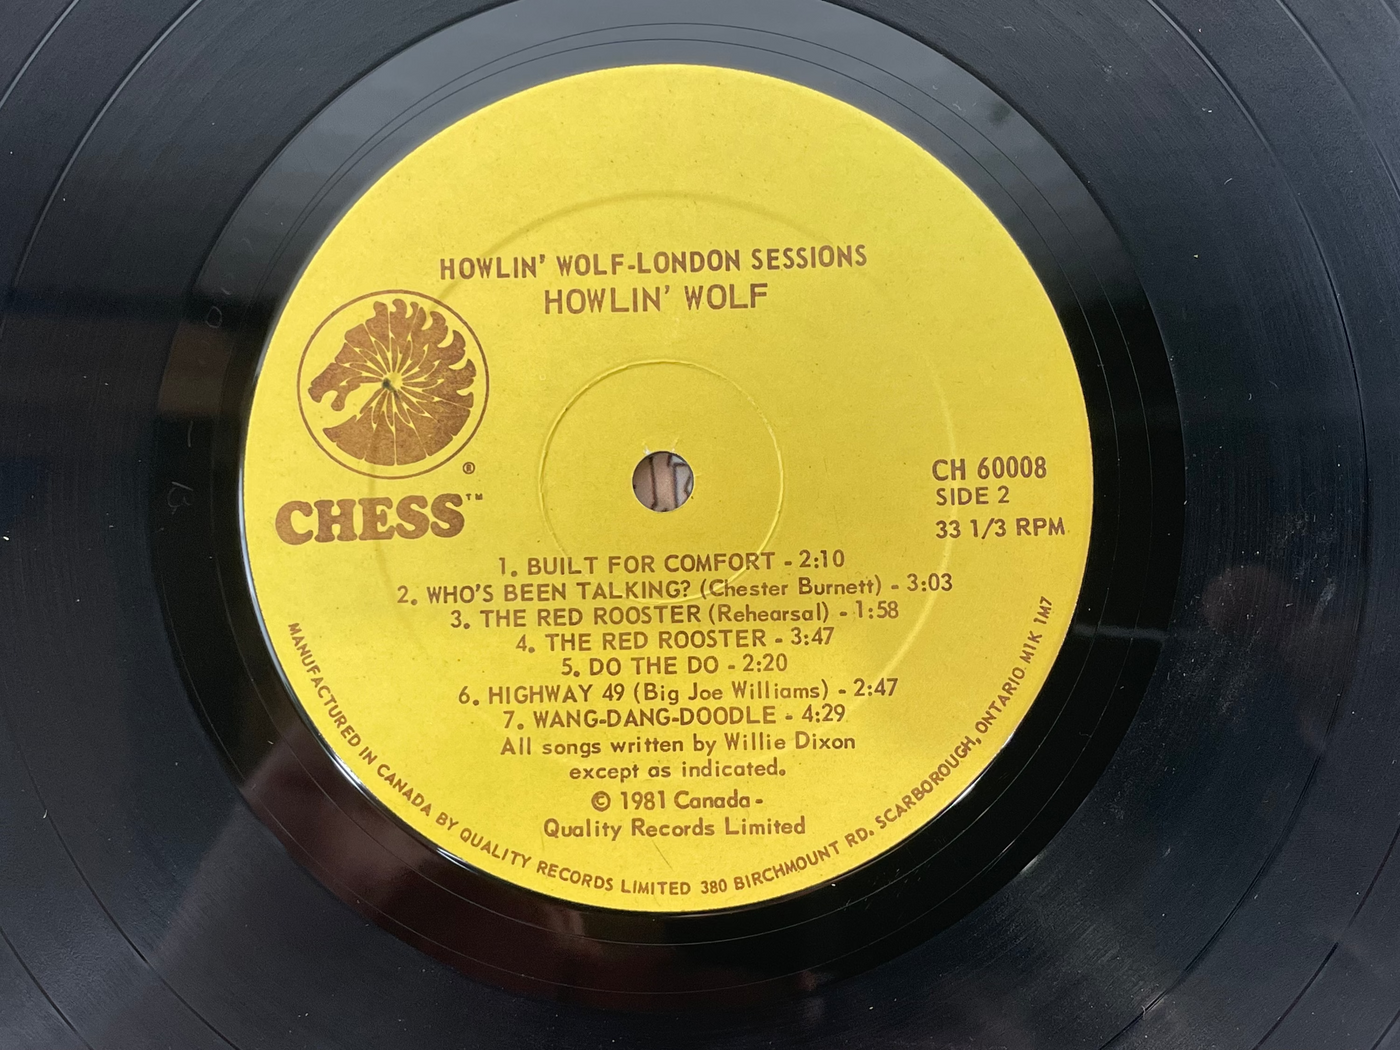 HOWLIN' WOLF-LONDON SESSIONS
HOWLIN' WOLF
®
CHESS™
CH 60008
SIDE 2
33 1/3 RPM
1. BUILT FOR COMFORT - 2:10
2. WHO'S BEEN TALKING? (Chester Burnett) - 3:03
3. THE RED ROOSTER (Rehearsal) - 1:58
4. THE RED ROOSTER - 3:47
5. DO THE DO - 2:20
6. HIGHWAY 49 (Big Joe Williams) - 2:47
7. WANG-DANG-DOODLE - 4:29
All songs written by Willie Dixon
except as indicated.
© 1981 Canada -
Quality Records Limited
MANUFACTURED IN CANADA BY QUALITY RECORDS LIMITED 380 BIRCHMOUNT RD. SCARBOROUGH, ONTARIO M1K 1M7